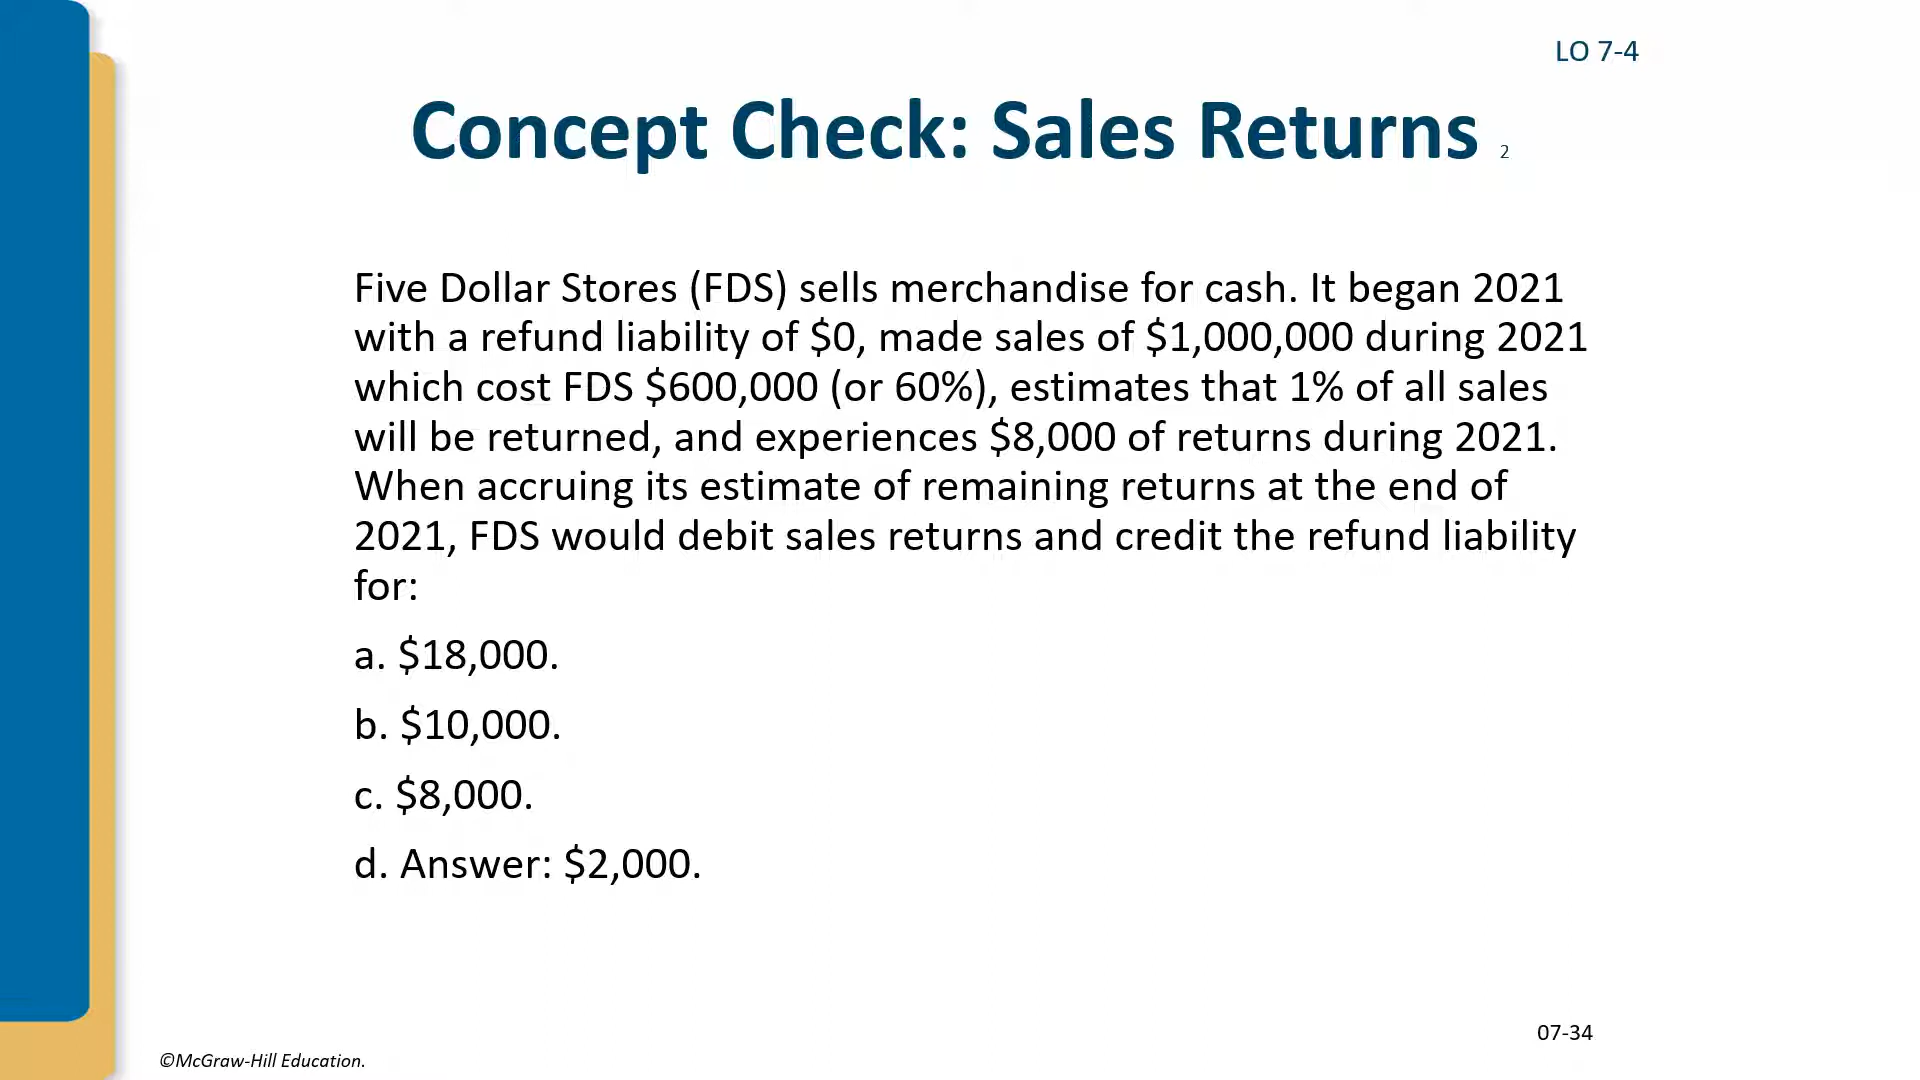 LO 7-4
Concept Check: Sales Returns 2
Five Dollar Stores (FDS) sells merchandise for cash. It began 2021
with a refund liability of $0, made sales of $1,000,000 during 2021
which cost FDS $600,000 (or 60%), estimates that 1% of all sales
will be returned, and experiences $8,000 of returns during 2021.
When accruing its estimate of remaining returns at the end of
2021, FDS would debit sales returns and credit the refund liability
for:
a. $18,000.
b. $10,000.
c. $8,000.
d. Answer: $2,000.
07-34
©McGraw-Hill Education.